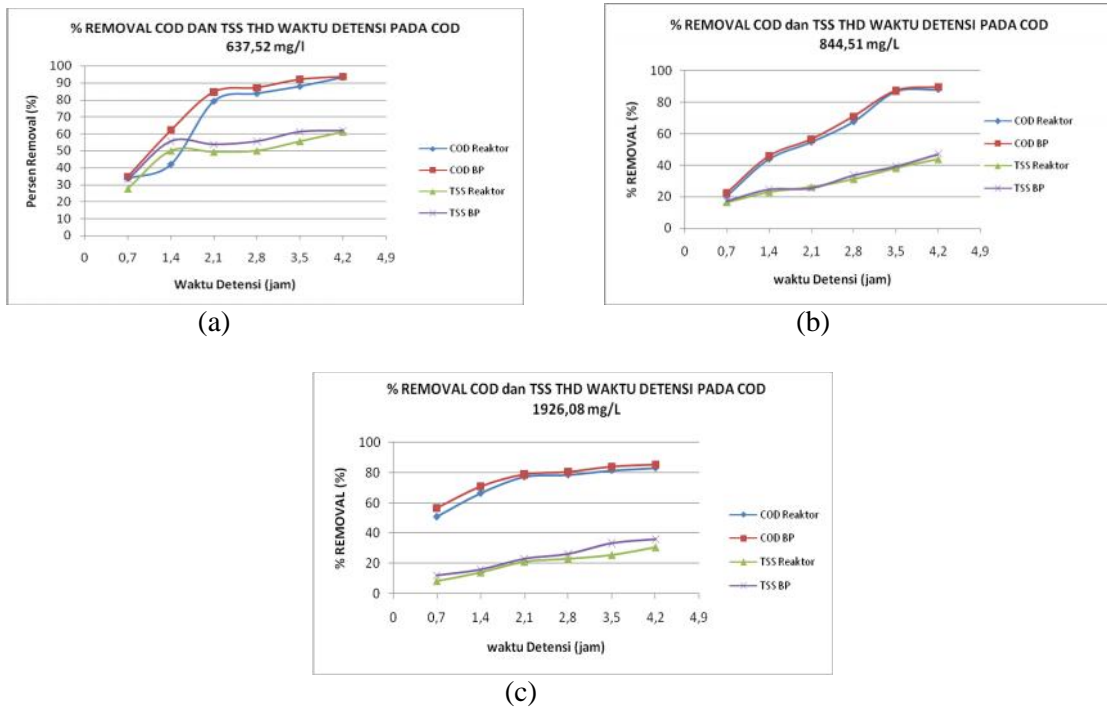 % REMOVAL COD DAN TSS THD WAKTU DETENSI PADA COD
637,52 mg/l
Persen Removal (%)
100
90
80
70
60
50
40
30
20
10
0
0 0,7 1,4 2,1 2,8 3,5 4,2 4,9
Waktu Detensi (jam)
COD Reaktor
COD BP
TSS Reaktor
TSS BP
(a)
% REMOVAL COD dan TSS THD WAKTU DETENSI PADA COD
844,51 mg/L
% REMOVAL (%)
100
80
60
40
20
0
0 0,7 1,4 2,1 2,8 3,5 4,2 4,9
waktu Detensi (jam)
COD Reaktor
COD BP
TSS Reaktor
TSS BP
(b)
% REMOVAL COD dan TSS THD WAKTU DETENSI PADA COD
1926,08 mg/L
% REMOVAL (%)
100
80
60
40
20
0
0 0,7 1,4 2,1 2,8 3,5 4,2 4,9
waktu Detensi (jam)
COD Reaktor
COD BP
TSS Reaktor
TSS BP
(c)